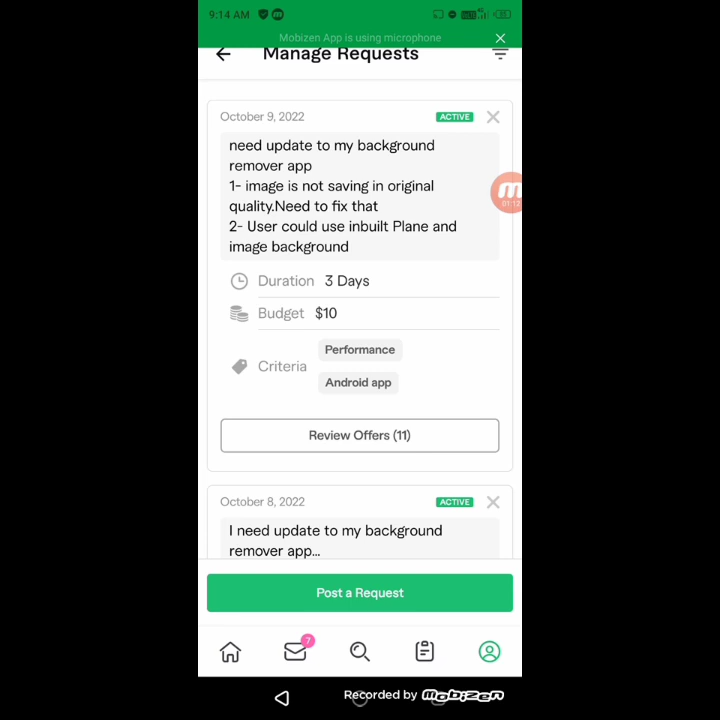 9:14 AM
Mobizen App is using microphone
Manage Requests
October 9, 2022
ACTIVE
need update to my background
remover app
1- image is not saving in original
quality.Need to fix that
2- User could use inbuilt Plane and
image background
01:12
Duration 3 Days
Budget $10
Criteria
Performance
Android app
Review Offers (11)
October 8, 2022
ACTIVE
I need update to my background
remover app...
Post a Request
7
Recorded by mobizen